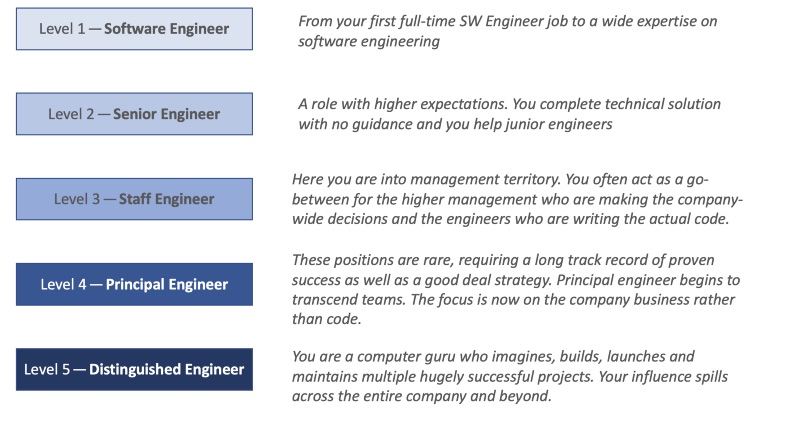 Level 1 — Software Engineer
From your first full-time SW Engineer job to a wide expertise on
software engineering
Level 2 — Senior Engineer
A role with higher expectations. You complete technical solution
with no guidance and you help junior engineers
Level 3 — Staff Engineer
Here you are into management territory. You often act as a go-
between for the higher management who are making the company-
wide decisions and the engineers who are writing the actual code.
Level 4 — Principal Engineer
These positions are rare, requiring a long track record of proven
success as well as a good deal strategy. Principal engineer begins to
transcend teams. The focus is now on the company business rather
than code.
Level 5 — Distinguished Engineer
You are a computer guru who imagines, builds, launches and
maintains multiple hugely successful projects. Your influence spills
across the entire company and beyond.